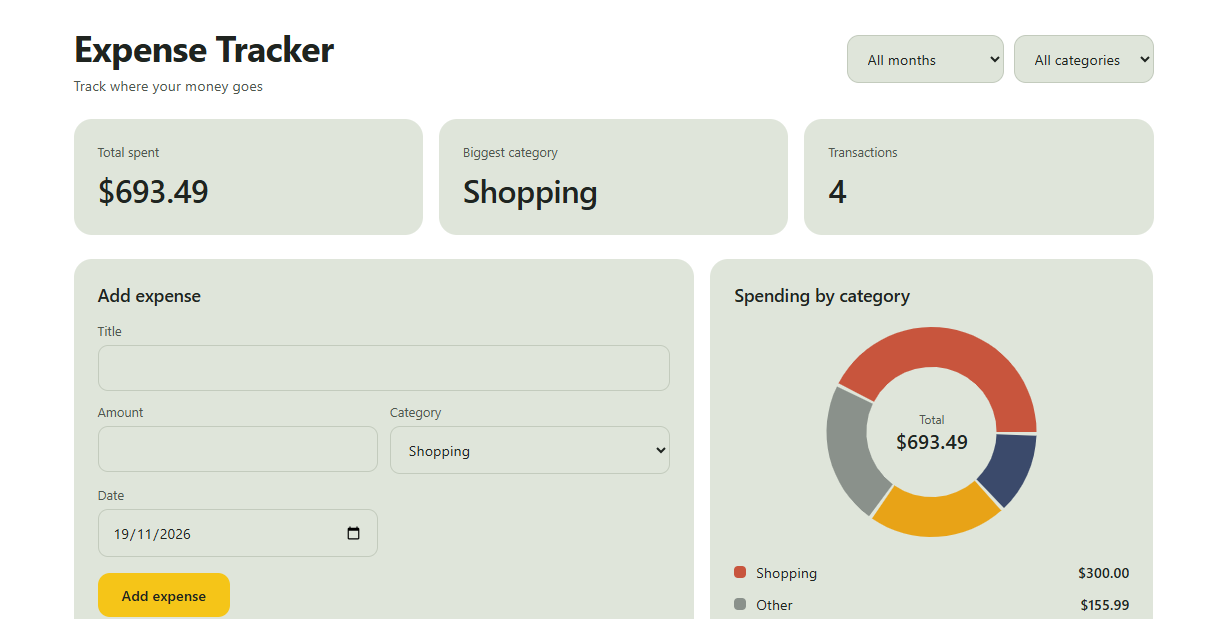 Expense Tracker
Track where your money goes
All months
All categories
Total spent
$693.49
Biggest category
Shopping
Transactions
4
Add expense
Title
Amount
Category
Shopping
Date
19/11/2026
Add expense
Spending by category
Total
$693.49
Shopping $300.00
Other $155.99